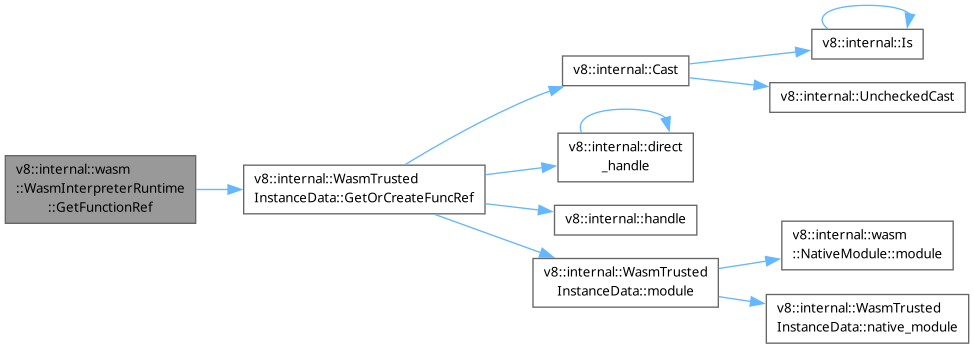 v8::internal::wasm
::WasmInterpreterRuntime
::GetFunctionRef
v8::internal::WasmTrusted
InstanceData::GetOrCreateFuncRef
v8::internal::Cast
v8::internal::Is
v8::internal::UncheckedCast
v8::internal::direct
_handle
v8::internal::handle
v8::internal::WasmTrusted
InstanceData::module
v8::internal::wasm
::NativeModule::module
v8::internal::WasmTrusted
InstanceData::native_module